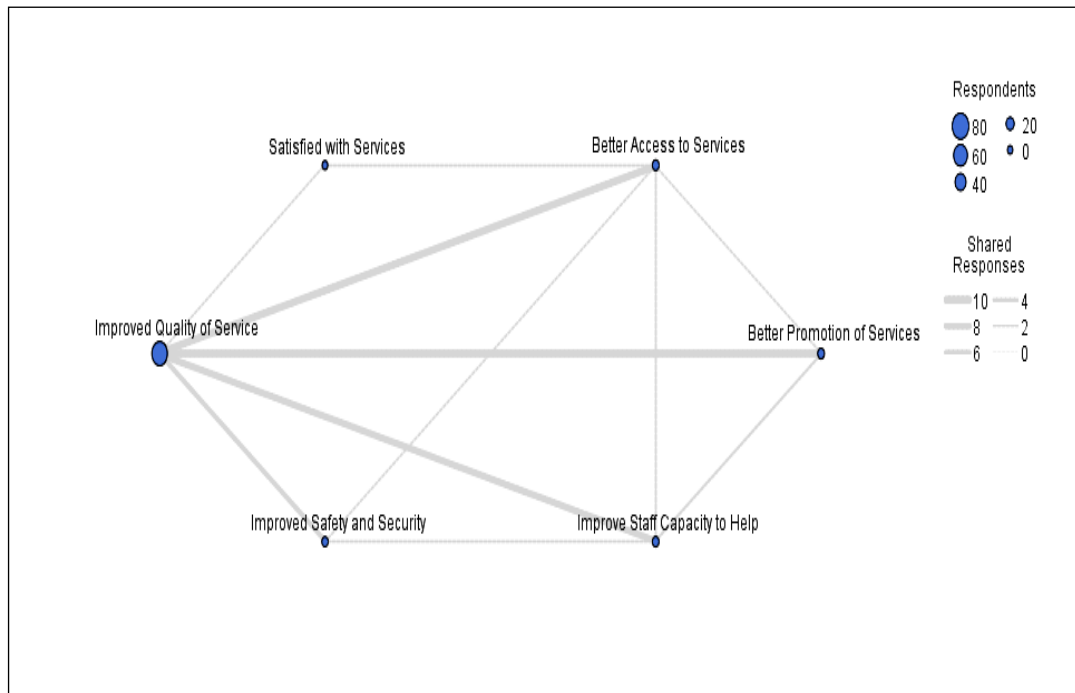 Respondents
80 20
60 0
40
Satisfied with Services
Better Access to Services
Shared
Responses
10 4
8 2
6 0
Improved Quality of Service
Better Promotion of Services
Improved Safety and Security
Improve Staff Capacity to Help